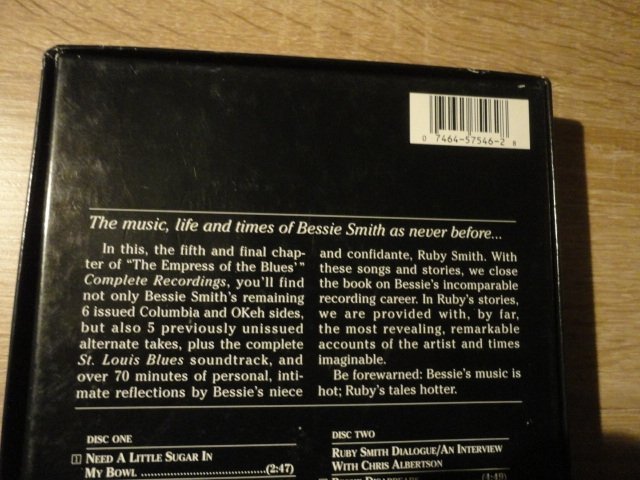 0 7464-57546-2 8
The music, life and times of Bessie Smith as never before...
In this, the fifth and final chap-
ter of "The Empress of the Blues'"
Complete Recordings, you'll find
not only Bessie Smith's remaining
6 issued Columbia and OKeh sides,
but also 5 previously unissued
alternate takes, plus the complete
St. Louis Blues soundtrack, and
over 70 minutes of personal, inti-
mate reflections by Bessie's niece
and confidante, Ruby Smith. With
these songs and stories, we close
the book on Bessie's incomparable
recording career. In Ruby's stories,
we are provided with, by far,
the most revealing, remarkable
accounts of the artist and times
imaginable.
Be forewarned: Bessie's music is
hot; Ruby's tales hotter.
DISC ONE
1 NEED A LITTLE SUGAR IN
MY BOWL ......................................(2:47)
DISC TWO
RUBY SMITH DIALOGUE/AN INTERVIEW
WITH CHRIS ALBERTSON